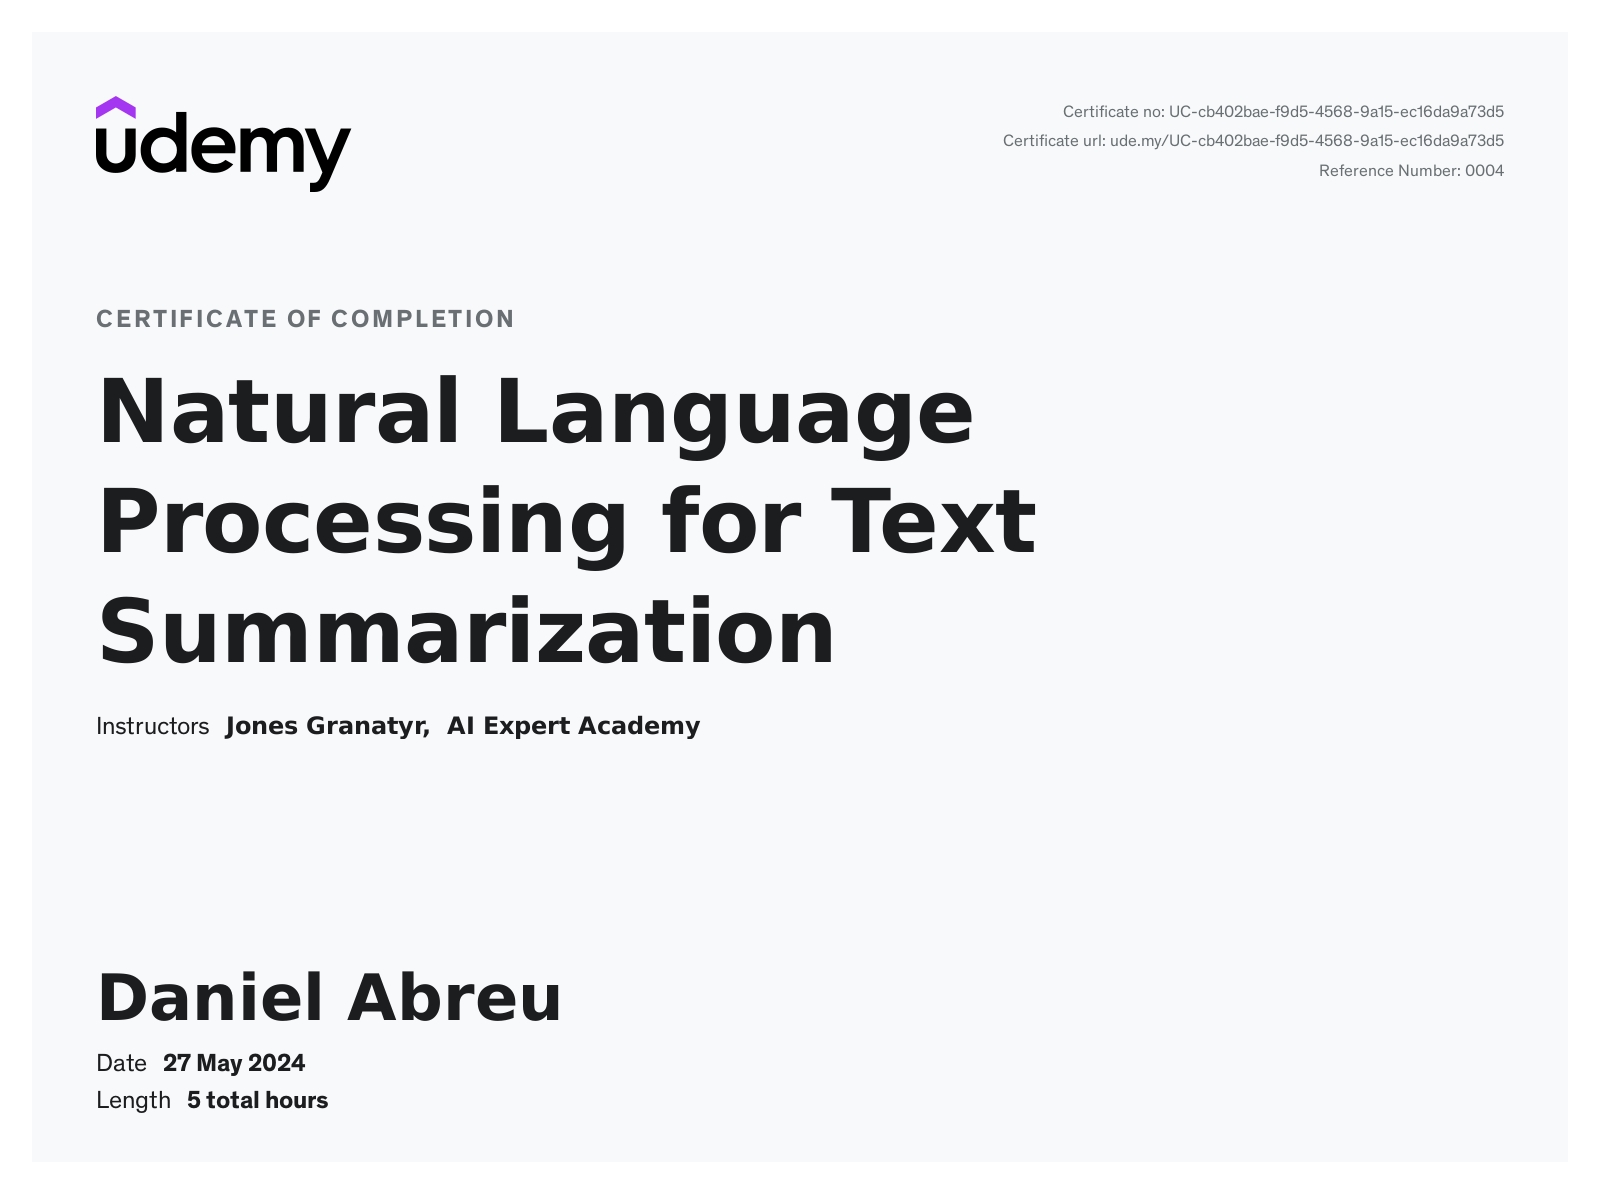 udemy
Certificate no: UC-cb402bae-f9d5-4568-9a15-ec16da9a73d5
Certificate url: ude.my/UC-cb402bae-f9d5-4568-9a15-ec16da9a73d5
Reference Number: 0004
CERTIFICATE OF COMPLETION
Natural Language
Processing for Text
Summarization
Instructors Jones Granatyr, AI Expert Academy
Daniel Abreu
Date 27 May 2024
Length 5 total hours